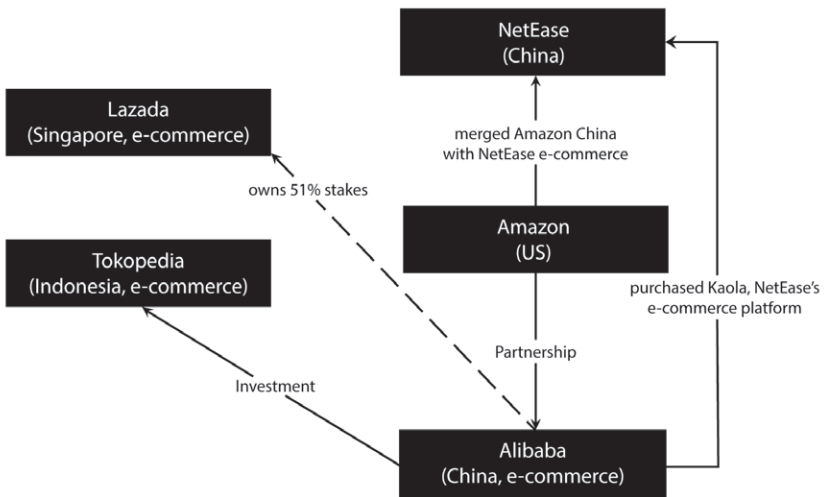 NetEase
(China)
Lazada
(Singapore, e-commerce)
merged Amazon China
with NetEase e-commerce
owns 51% stakes
Amazon
(US)
Tokopedia
(Indonesia, e-commerce)
purchased Kaola, NetEase's
e-commerce platform
Partnership
Investment
Alibaba
(China, e-commerce)